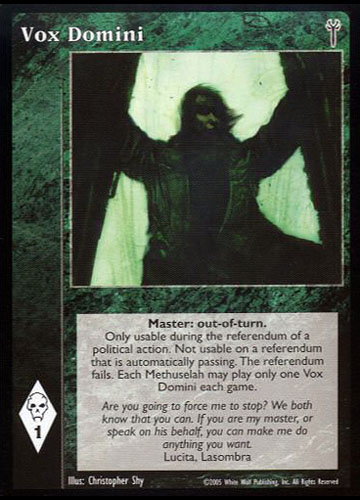 Vox Domini
Master: out-of-turn.
Only usable during the referendum of a
political action. Not usable on a referendum
that is automatically passing. The referendum
fails. Each Methuselah may play only one Vox
Domini each game.
Are you going to force me to stop? We both
know that you can. If you are my master, or
speak on his behalf, you can make me do
anything you want.
Lucita, Lasombra
1
Illus: Christopher Shy
©2005 White Wolf Publishing, Inc. All Rights Reserved